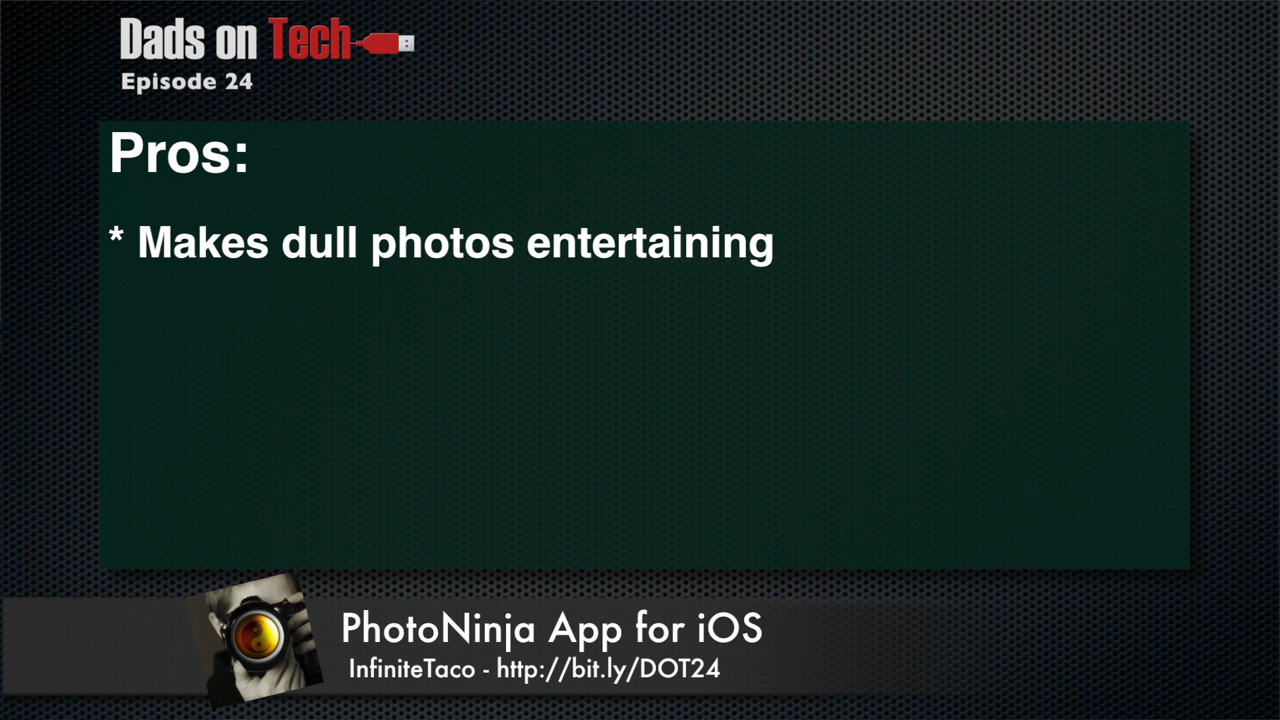 Dads on Tech
Episode 24
Pros:
* Makes dull photos entertaining
PhotoNinja App for iOS
InfiniteTaco - http://bit.ly/DOT24